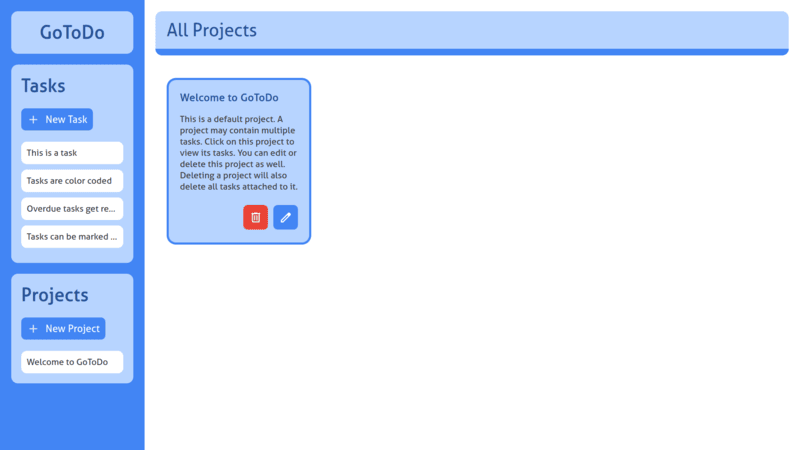 GoToDo
Tasks
+ New Task
This is a task
Tasks are color coded
Overdue tasks get re...
Tasks can be marked ...
Projects
+ New Project
Welcome to GoToDo
All Projects
Welcome to GoToDo
This is a default project. A
project may contain multiple
tasks. Click on this project to
view its tasks. You can edit or
delete this project as well.
Deleting a project will also
delete all tasks attached to it.